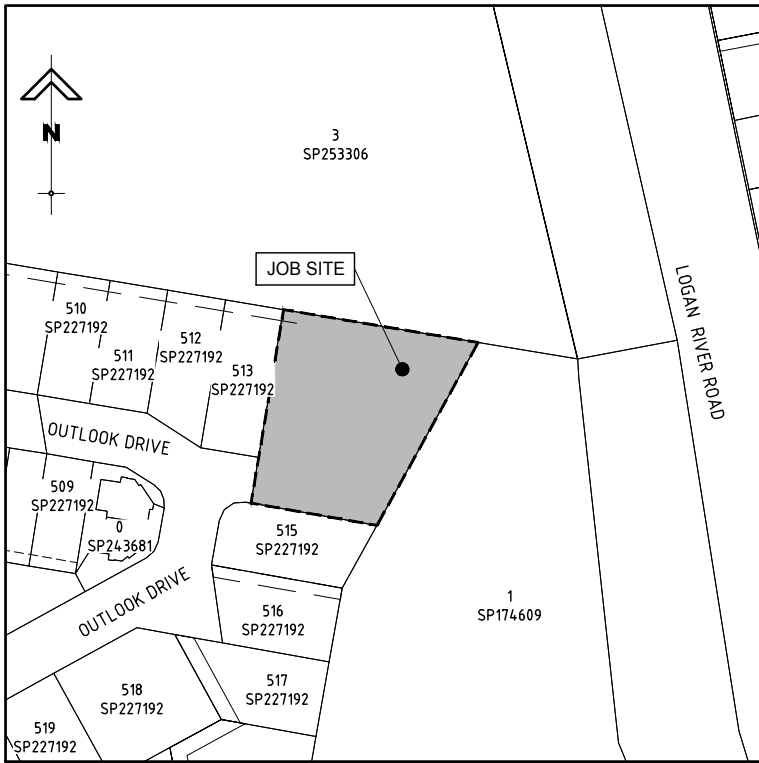 3
SP253306
N
JOB SITE
LOGAN RIVER ROAD
510
SP227192
511
SP227192
512
SP227192
513
SP227192
OUTLOOK DRIVE
509
SP227192
0
SP243681
515
SP227192
OUTLOOK DRIVE
516
SP227192
1
SP174609
517
SP227192
518
SP227192
519
SP227192